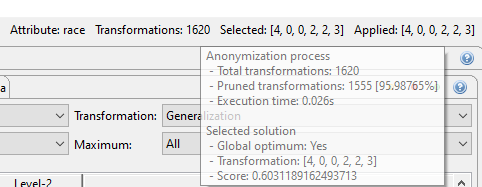 Attribute: race Transformations: 1620 Selected: [4, 0, 0, 2, 2, 3] Applied: [4, 0, 0, 2, 2, 3]
Anonymization process
- Total transformations: 1620
- Pruned transformations: 1555 [95.98765%]
- Execution time: 0.026s
Selected solution
- Global optimum: Yes
- Transformation: [4, 0, 0, 2, 2, 3]
- Score: 0.6031189162493713
a
Transformation: Generalization
Maximum: All
Level-2